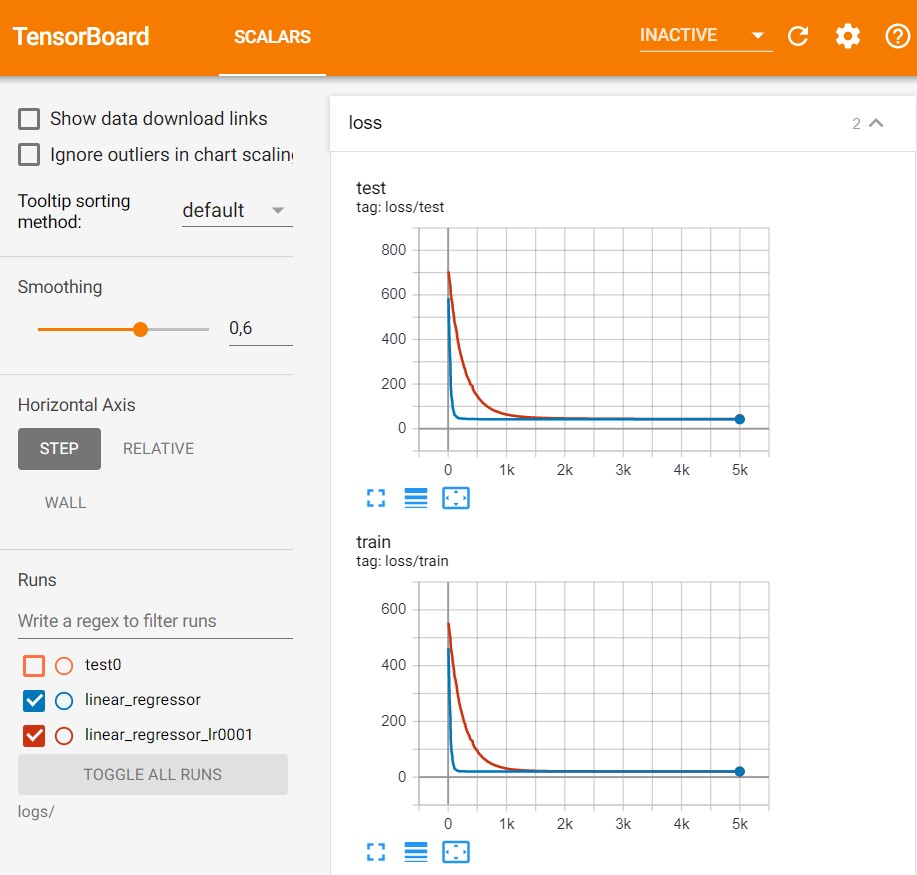 TensorBoard
SCALARS
INACTIVE
Show data download links
Ignore outliers in chart scalin
Tooltip sorting
method:
default
Smoothing
0,6
Horizontal Axis
STEP
RELATIVE
WALL
Runs
Write a regex to filter runs
test0
linear_regressor
linear_regressor_lr0001
TOGGLE ALL RUNS
logs/
loss
2
test
tag: loss/test
800
600
400
200
0
0 1k 2k 3k 4k 5k
train
tag: loss/train
600
400
200
0
0 1k 2k 3k 4k 5k